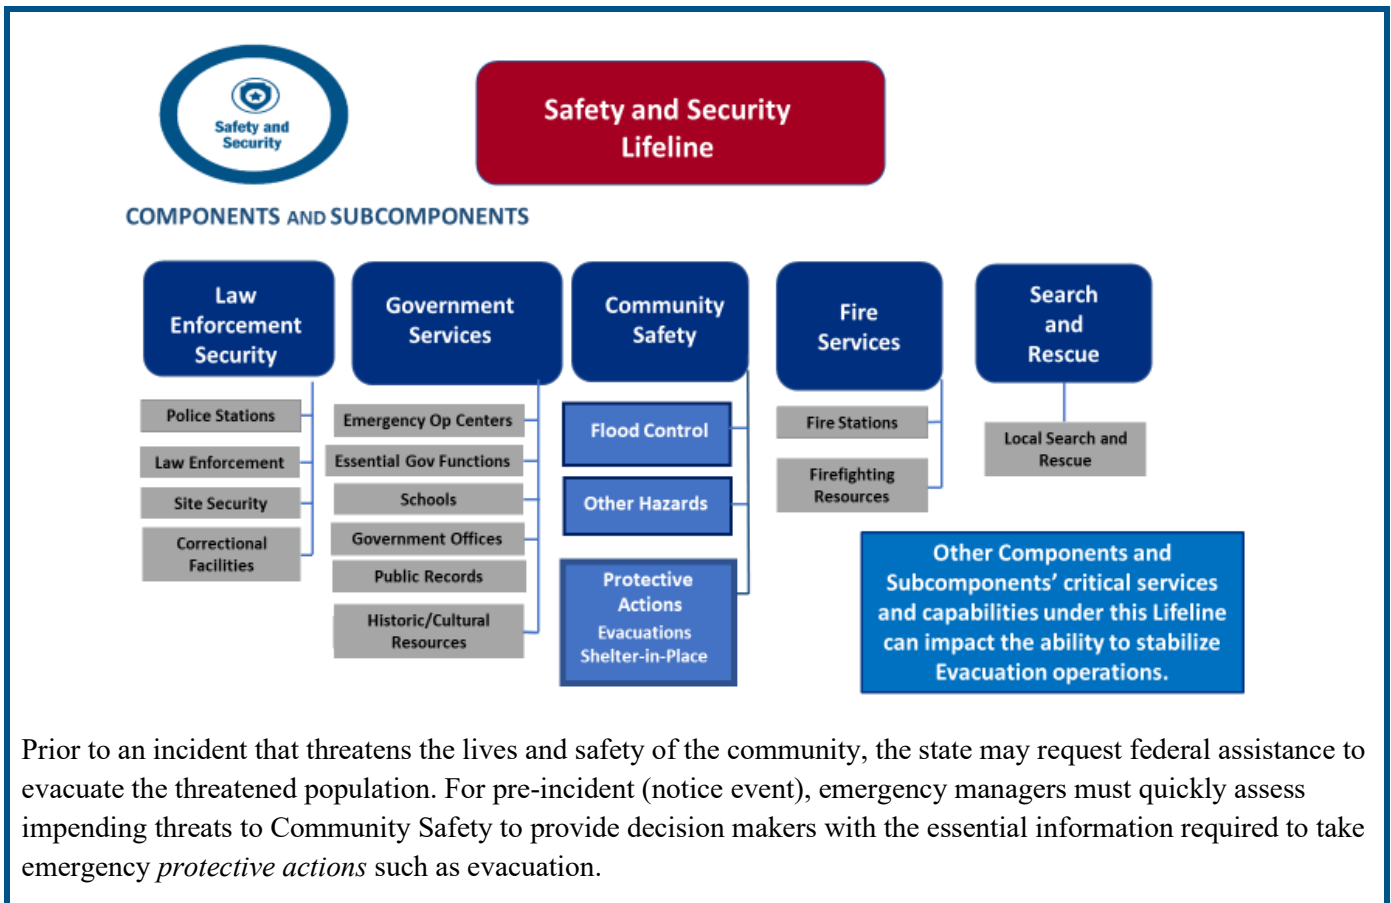 Safety and
Security
Safety and Security
Lifeline
COMPONENTS AND SUBCOMPONENTS
Law
Enforcement
Security
Police Stations
Law Enforcement
Site Security
Correctional
Facilities
Government
Services
Emergency Op Centers
Essential Gov Functions
Schools
Government Offices
Public Records
Historic/Cultural
Resources
Community
Safety
Flood Control
Other Hazards
Protective
Actions
Evacuations
Shelter-in-Place
Fire
Services
Fire Stations
Firefighting
Resources
Search
and
Rescue
Local Search and
Rescue
Other Components and
Subcomponents’ critical services
and capabilities under this Lifeline
can impact the ability to stabilize
Evacuation operations.
Prior to an incident that threatens the lives and safety of the community, the state may request federal assistance to
evacuate the threatened population. For pre-incident (notice event), emergency managers must quickly assess
impending threats to Community Safety to provide decision makers with the essential information required to take
emergency protective actions such as evacuation.